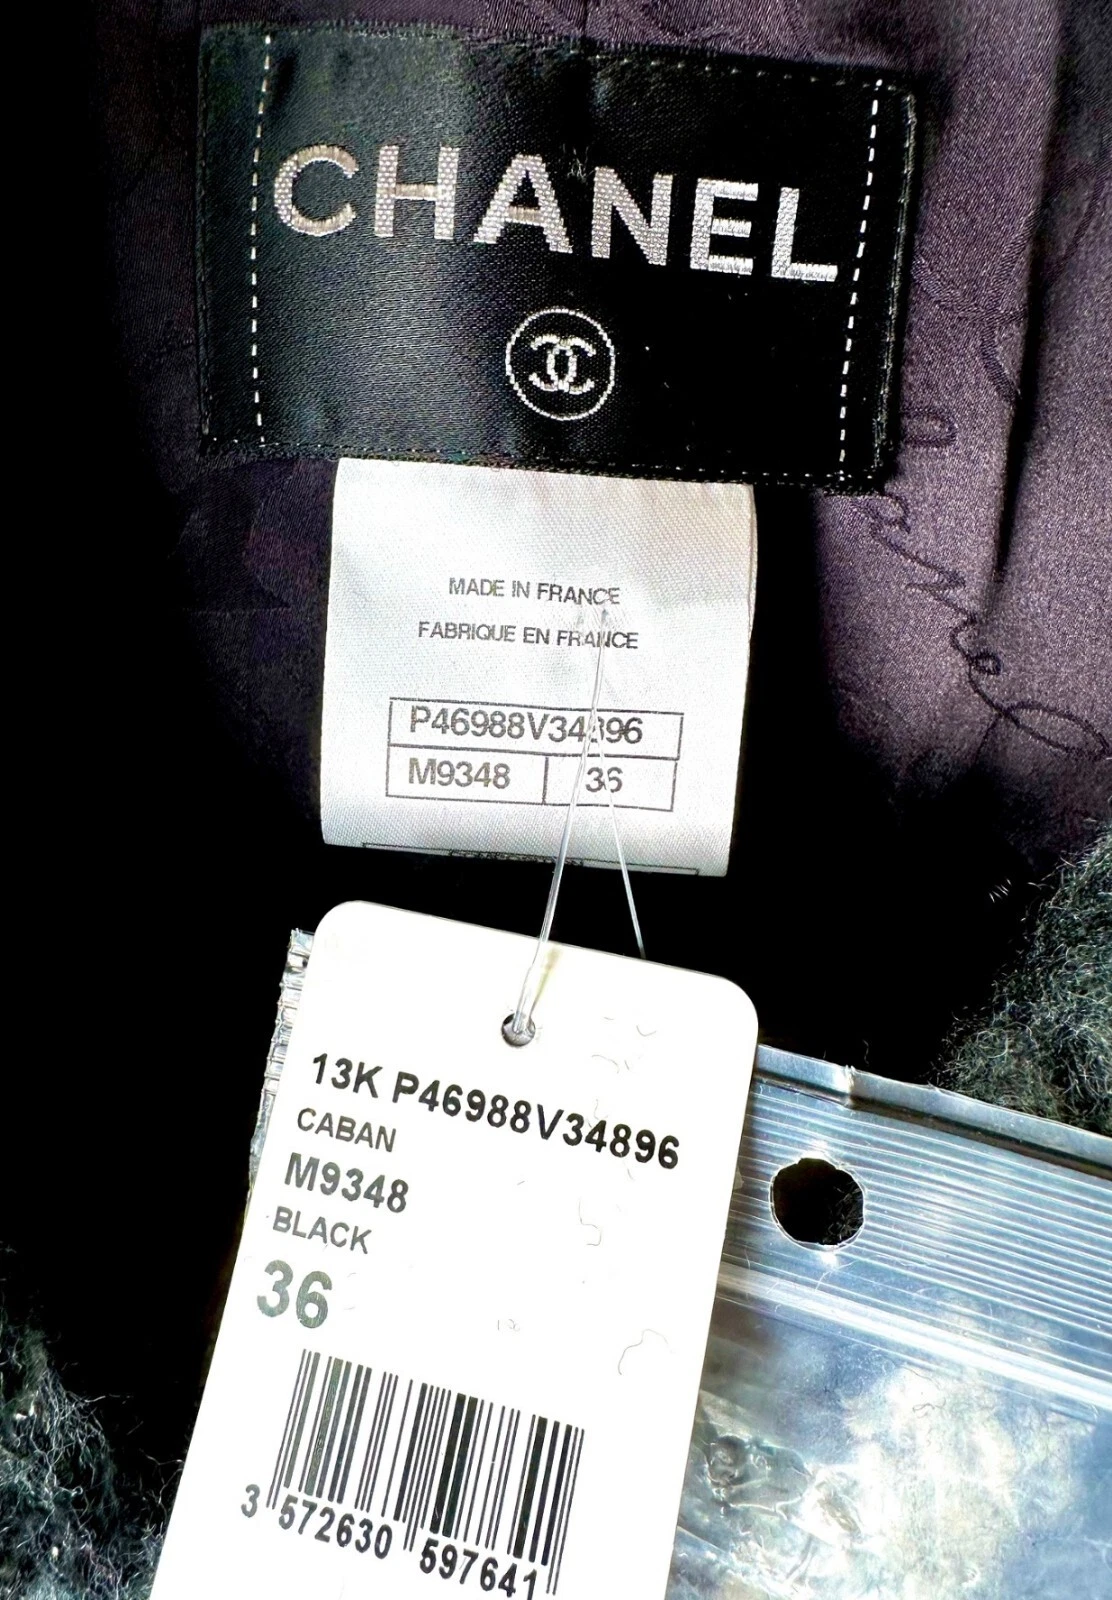 CHANEL
MADE IN FRANCE
FABRIQUE EN FRANCE
P46988V34896
M9348 36
13K P46988V34896
CABAN
M9348
BLACK
36
3 572630 597641
Chanel